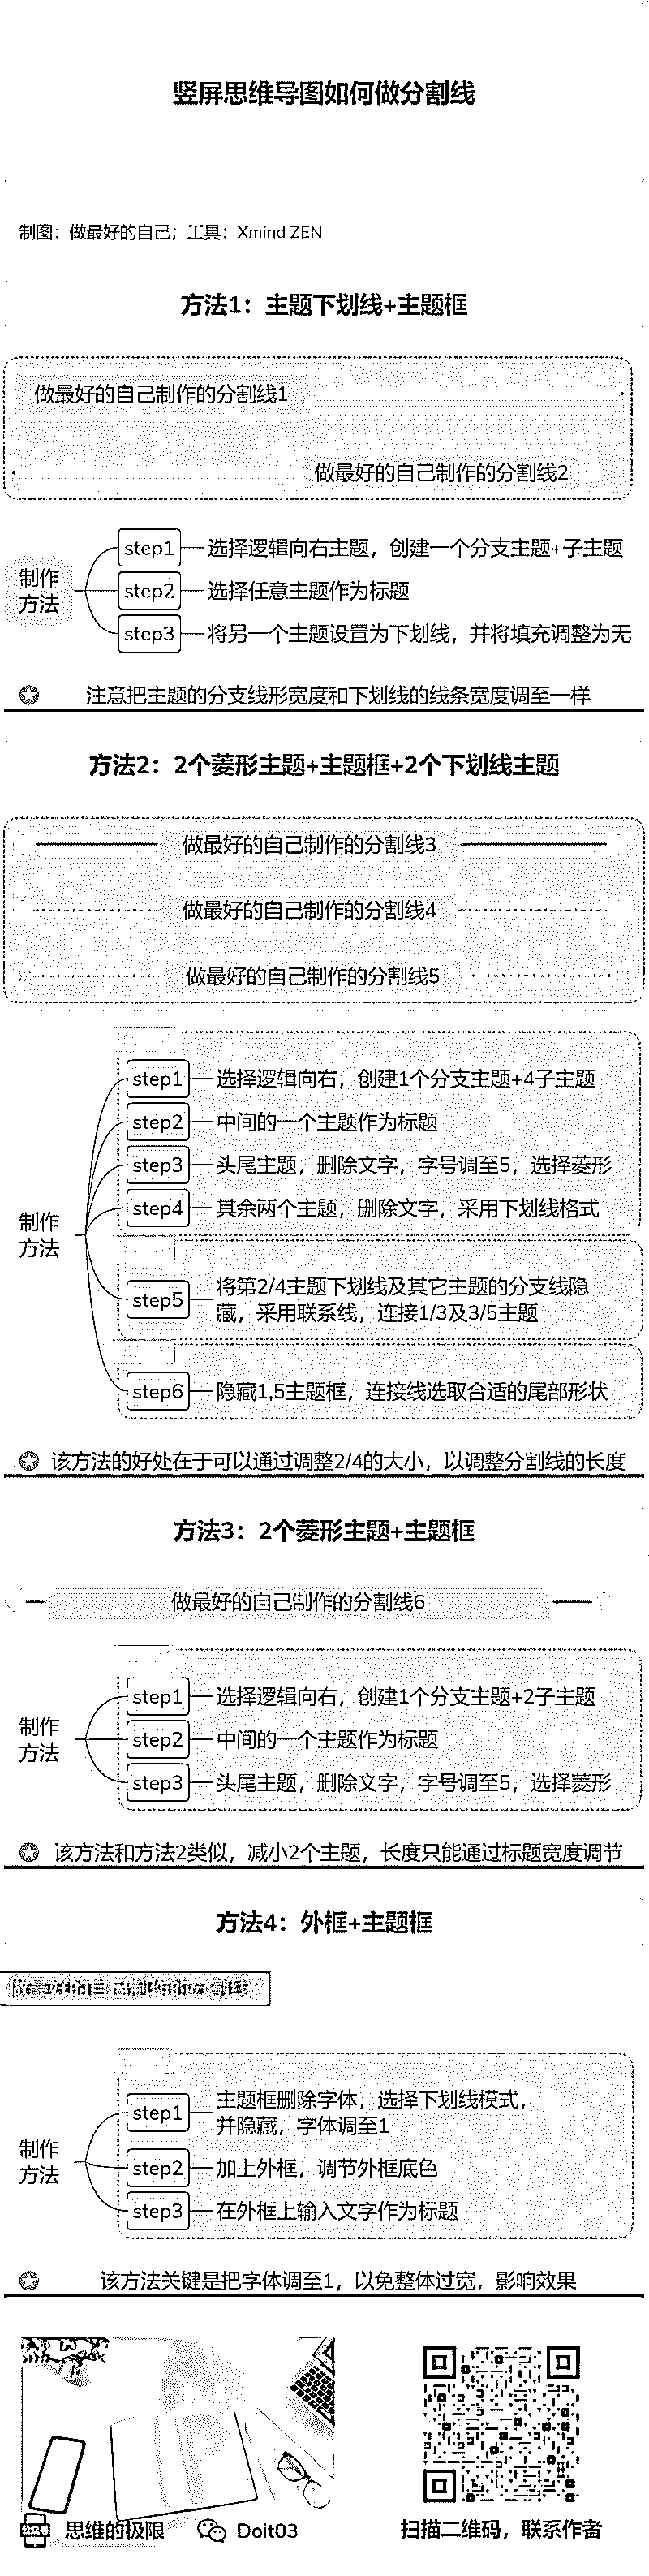 竖屏思维导图如何做分割线
制图：做最好的自己；工具：Xmind ZEN
方法1：主题下划线+主题框
做最好的自己制作的分割线1
做最好的自己制作的分割线2
制作
方法
step1 选择逻辑向右主题，创建一个分支主题+子主题
step2 选择任意主题作为标题
step3 将另一个主题设置为下划线，并将填充调整为无
注意把主题的分支线形宽度和下划线的线条宽度调至一样
方法2：2个菱形主题+主题框+2个下划线主题
做最好的自己制作的分割线3
做最好的自己制作的分割线4
做最好的自己制作的分割线5
制作
方法
step1 选择逻辑向右，创建1个分支主题+4子主题
step2 中间的一个主题作为标题
step3 头尾主题，删除文字，字号调至5，选择菱形
step4 其余两个主题，删除文字，采用下划线格式
step5 将第2/4主题下划线及其它主题的分支线隐
藏，采用联系线，连接1/3及3/5主题
step6 隐藏1,5主题框，连接线选取合适的尾部形状
该方法的好处在于可以通过调整2/4的大小，以调整分割线的长度
方法3：2个菱形主题+主题框
做最好的自己制作的分割线6
制作
方法
step1 选择逻辑向右，创建1个分支主题+2子主题
step2 中间的一个主题作为标题
step3 头尾主题，删除文字，字号调至5，选择菱形
该方法和方法2类似，减小2个主题，长度只能通过标题宽度调节
方法4：外框+主题框
做最好的自己制作的分割线7
制作
方法
step1 主题框删除字体，选择下划线模式，
并隐藏，字体调至1
step2 加上外框，调节外框底色
step3 在外框上输入文字作为标题
该方法关键是把字体调至1，以免整体过宽，影响效果
思维的极限 Doit03
扫描二维码，联系作者